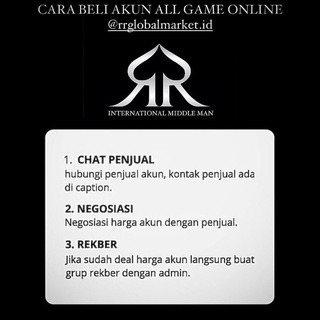 CARA BELI AKUN ALL GAME ONLINE
@rrglobalmarket.id
RR
INTERNATIONAL MIDDLE MAN
1. CHAT PENJUAL
hubungi penjual akun, kontak penjual ada
di caption.
2. NEGOSIASI
Negosiasi harga akun dengan penjual.
3. REKBER
Jika sudah deal harga akun langsung buat
grup rekber dengan admin.